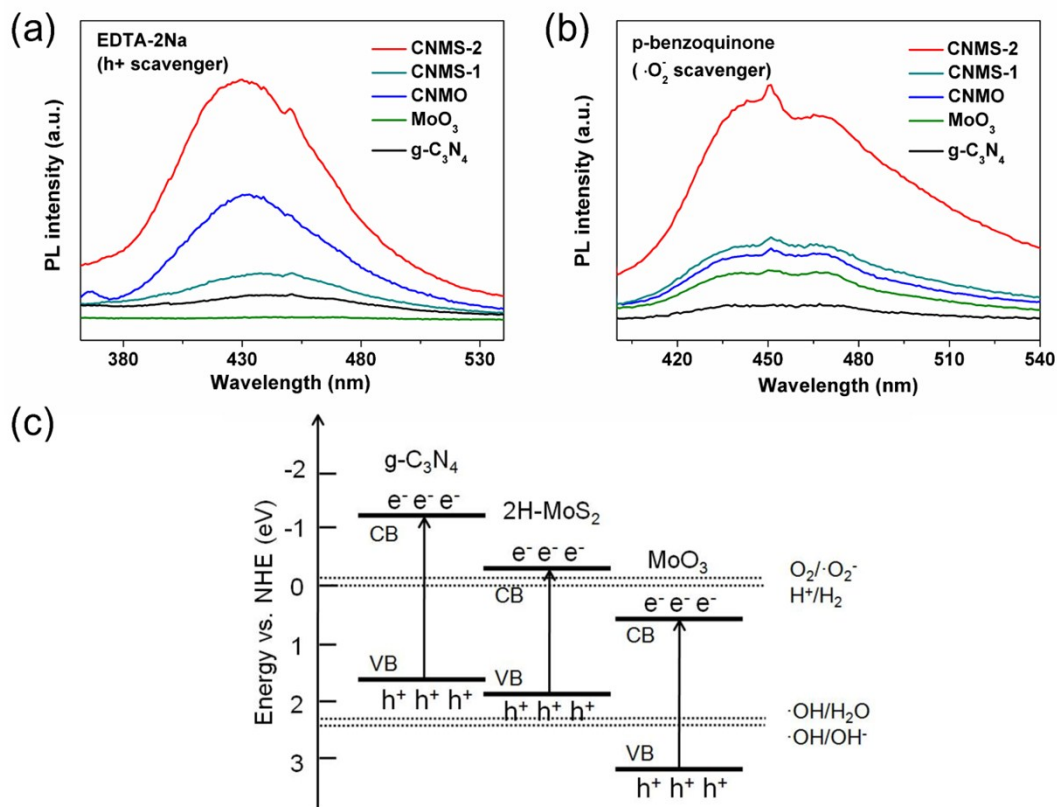 (a)
EDTA-2Na
(h+ scavenger)
CNMS-2
CNMS-1
CNMO
MoO₃
g-C₃N₄
PL intensity (a.u.)
380 430 480 530
Wavelength (nm)
(b)
p-benzoquinone
( ·O₂⁻ scavenger)
CNMS-2
CNMS-1
CNMO
MoO₃
g-C₃N₄
PL intensity (a.u.)
420 450 480 510 540
Wavelength (nm)
(c)
Energy vs. NHE (eV)
-2
-1
0
1
2
3
g-C₃N₄
e⁻ e⁻ e⁻
CB
VB
h⁺ h⁺ h⁺
2H-MoS₂
e⁻ e⁻ e⁻
CB
VB
h⁺ h⁺ h⁺
MoO₃
e⁻ e⁻ e⁻
CB
VB
h⁺ h⁺ h⁺
O₂/·O₂⁻
H⁺/H₂
·OH/H₂O
·OH/OH⁻